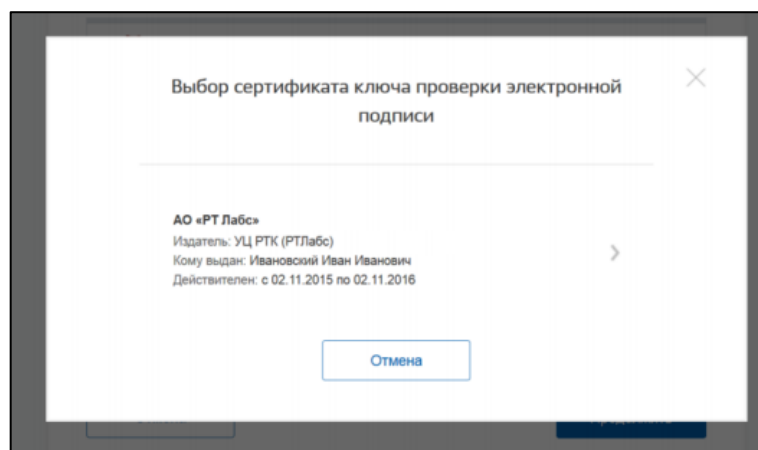 Выбор сертификата ключа проверки электронной
подписи
АО «РТ Лабс»
Издатель: УЦ РТК (РТЛабс)
Кому выдан: Ивановский Иван Иванович
Действителен: с 02.11.2015 по 02.11.2016
Отмена